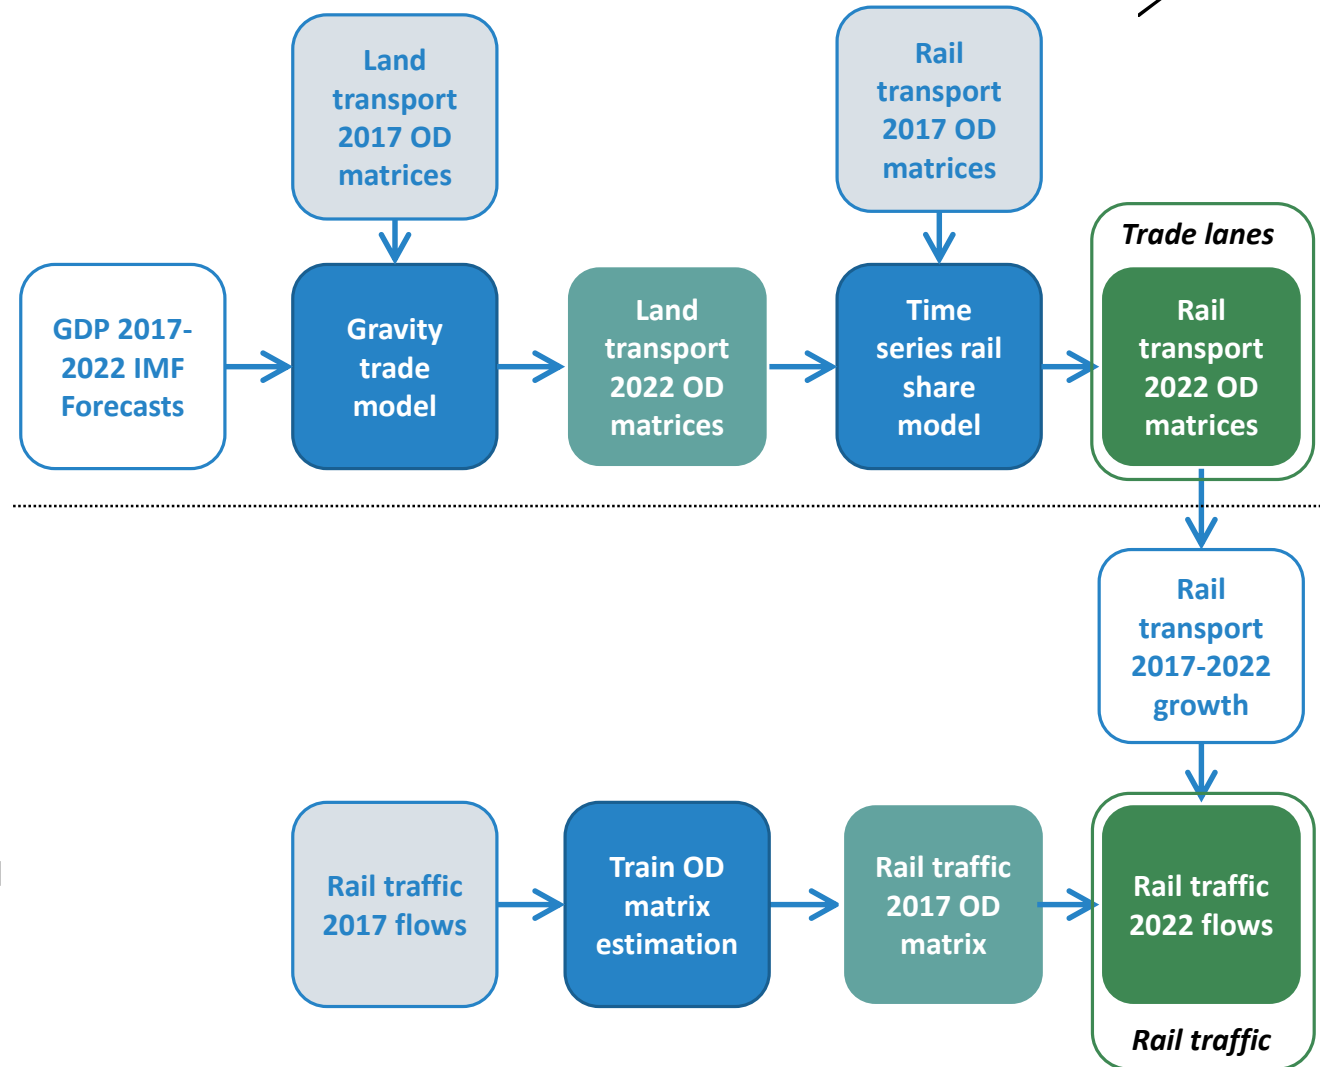 Land
transport
2017 OD
matrices
Rail
transport
2017 OD
matrices
Trade lanes
GDP 2017-
2022 IMF
Forecasts
Gravity
trade
model
Land
transport
2022 OD
matrices
Time
series rail
share
model
Rail
transport
2022 OD
matrices
Rail
transport
2017-2022
growth
Rail traffic
2017 flows
Train OD
matrix
estimation
Rail traffic
2017 OD
matrix
Rail traffic
2022 flows
Rail traffic